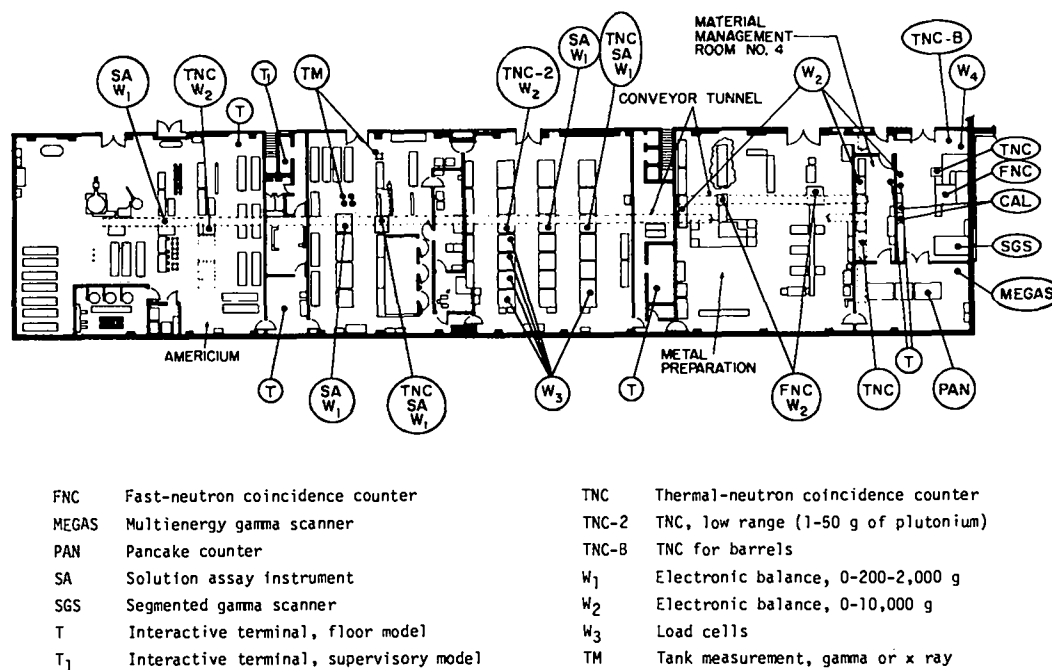 MATERIAL
MANAGEMENT
ROOM NO. 4
TNC-B
SA
W1
TNC
W2
T
T1
TM
TNC-2
W2
SA
W1
TNC
SA
W1
W2
W4
CONVEYOR TUNNEL
TNC
FNC
CAL
SGS
MEGAS
AMERICIUM
METAL
PREPARATION
T
SA
W1
TNC
SA
W1
W3
T
FNC
W2
TNC
T
PAN
FNC Fast-neutron coincidence counter
MEGAS Multienergy gamma scanner
PAN Pancake counter
SA Solution assay instrument
SGS Segmented gamma scanner
T Interactive terminal, floor model
T1 Interactive terminal, supervisory model
TNC Thermal-neutron coincidence counter
TNC-2 TNC, low range (1-50 g of plutonium)
TNC-B TNC for barrels
W1 Electronic balance, 0-200-2,000 g
W2 Electronic balance, 0-10,000 g
W3 Load cells
TM Tank measurement, gamma or x ray